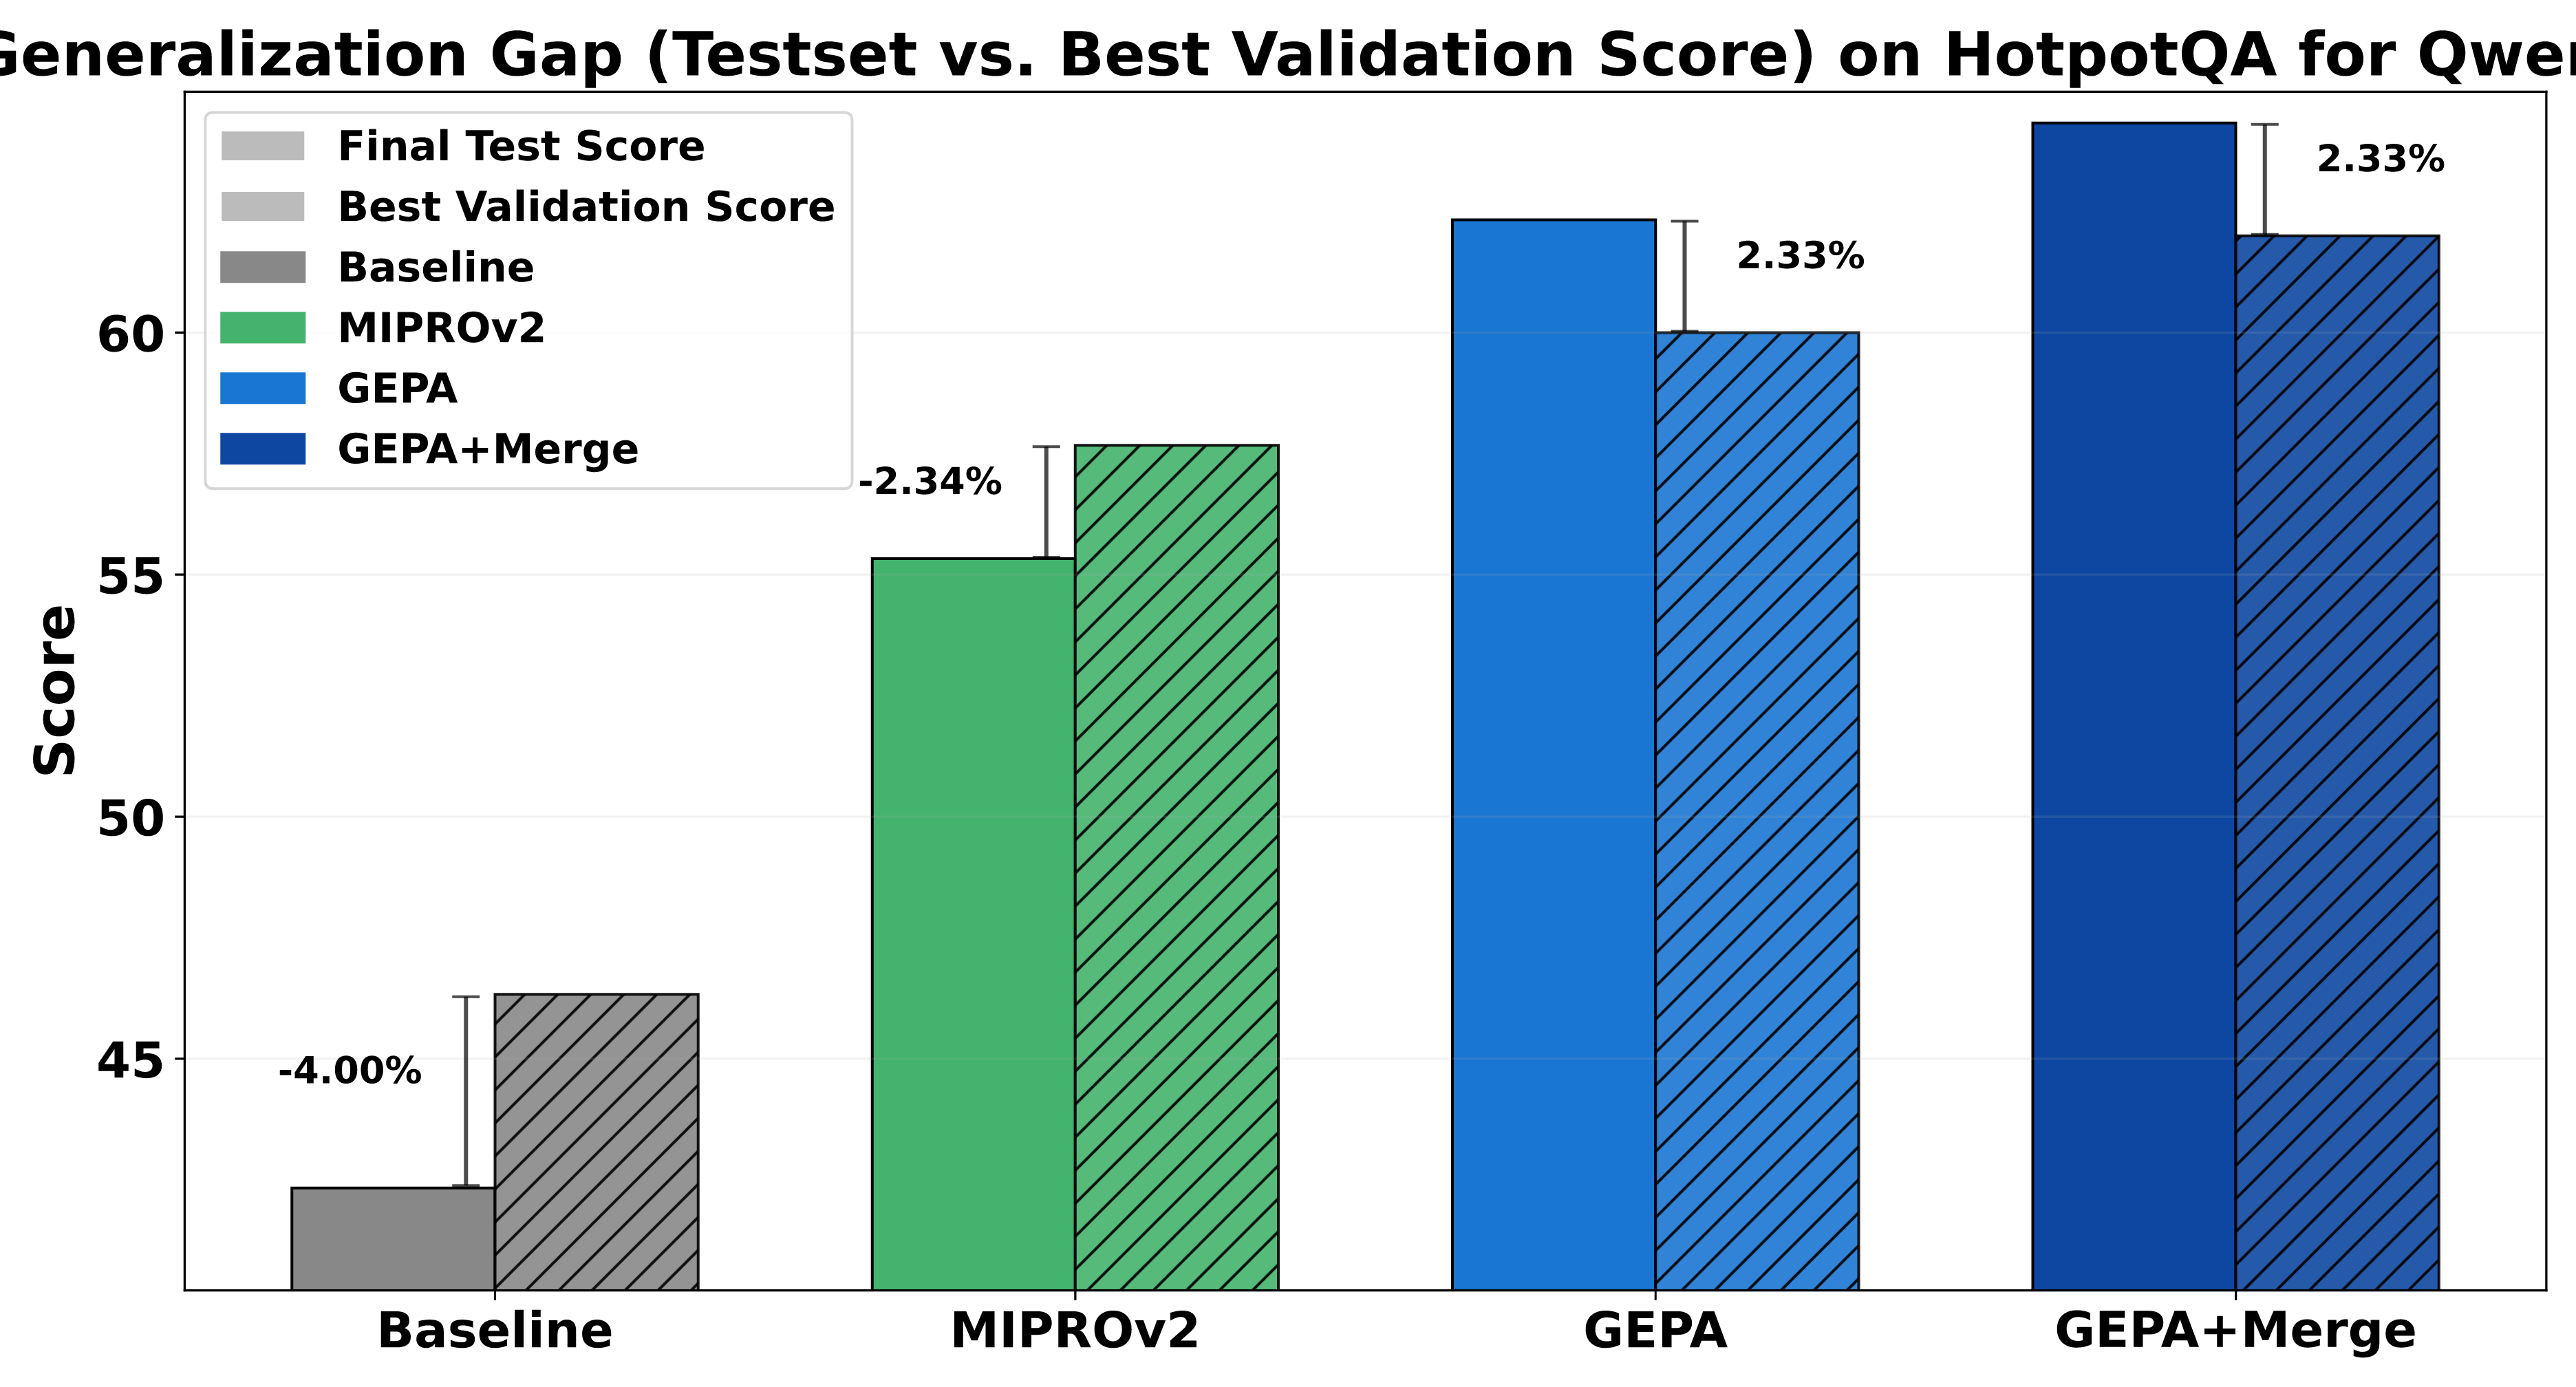 Generalization Gap (Testset vs. Best Validation Score) on HotpotQA for Qwen
Final Test Score
Best Validation Score
Baseline
MIPROv2
GEPA
GEPA+Merge
2.33%
2.33%
-2.34%
-4.00%
Score
60
55
50
45
Baseline
MIPROv2
GEPA
GEPA+Merge